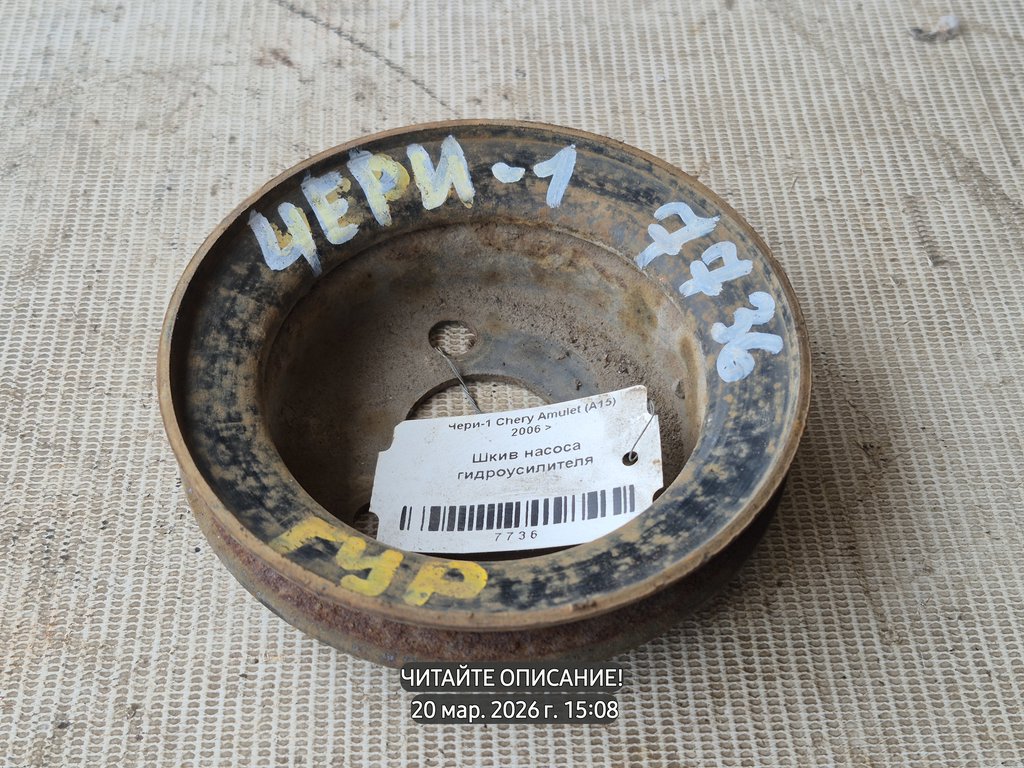 ЧЕРИ-1
7736
Чери-1 Chery Amulet (A15)
2006 >
Шкив насоса
гидроусилителя
7736
ГУР
ЧИТАЙТЕ ОПИСАНИЕ!
20 мар. 2026 г. 15:08